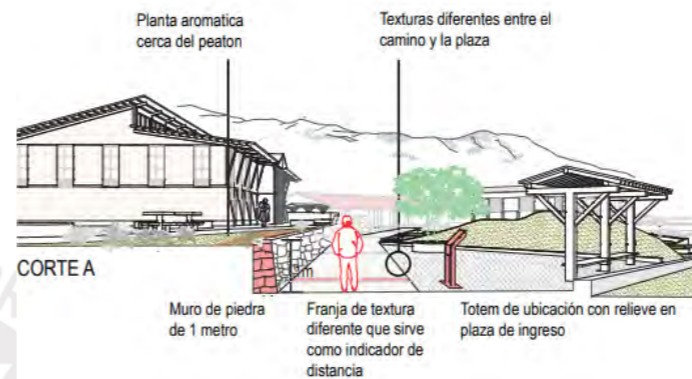 Planta aromatica
cerca del peaton
Texturas diferentes entre el
camino y la plaza
CORTE A
m
Muro de piedra
de 1 metro
Franja de textura
diferente que sirve
como indicador de
distancia
Totem de ubicación con relieve en
plaza de ingreso